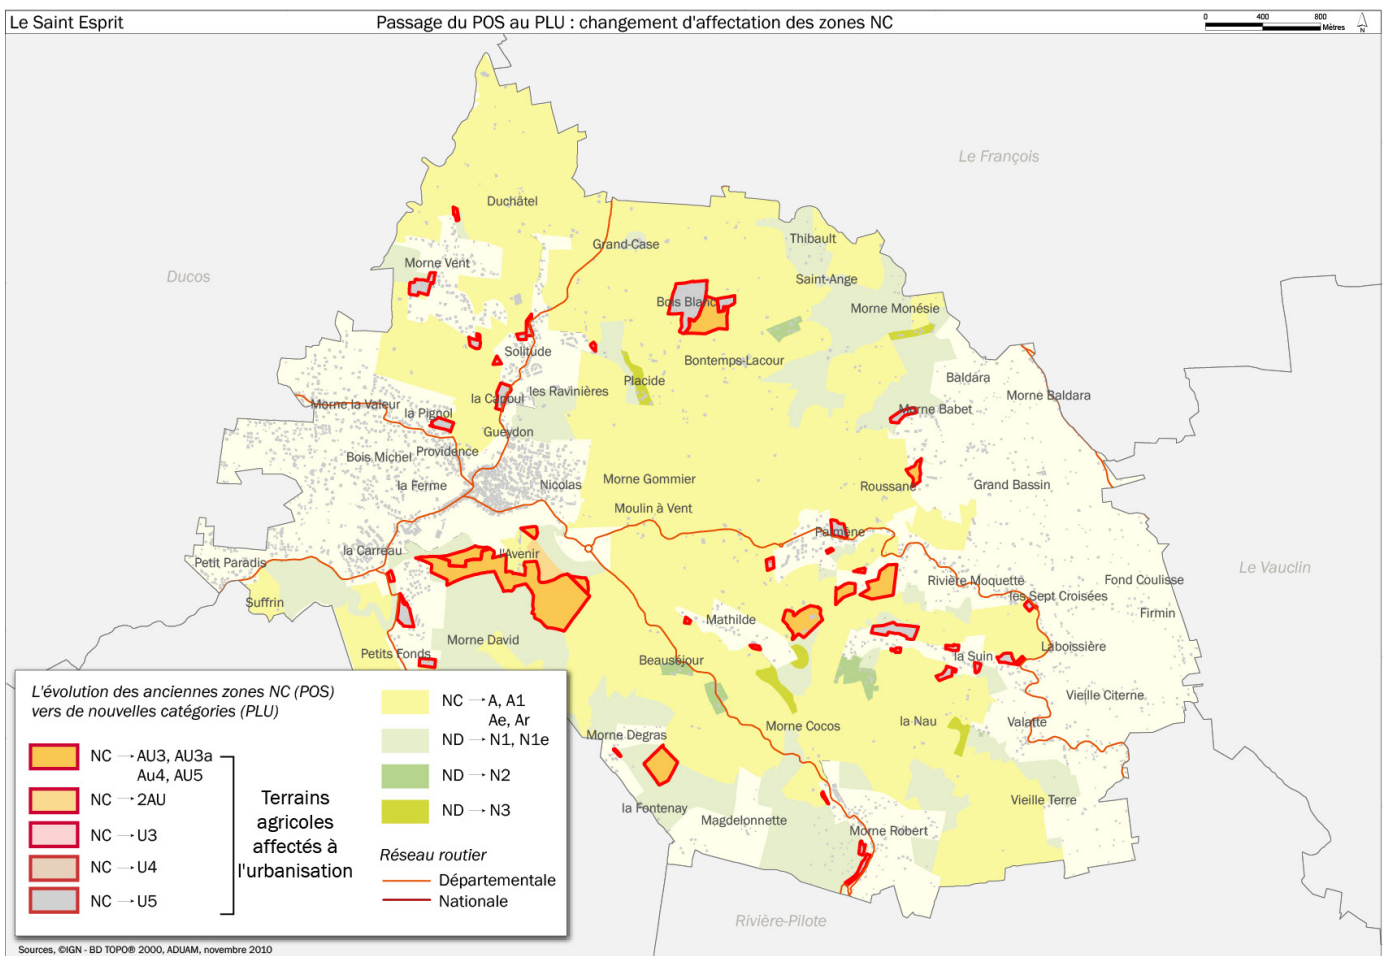 Le Saint Esprit
Passage du POS au PLU : changement d'affectation des zones NC
0 400 800
Mètres
N
Le François
Duchâtel
Thibault
Grand-Case
Morne Vent
Ducos
Saint-Ange
Bois Blanc
Morne Monésie
Solitude
Bontemps-Lacour
Placide
Baldara
les Ravinières
Morne Baldara
la Capoul
Morne la Valeur
la Pignol
Morne Babet
Gueydon
Providence
Bois Michel
Morne Gommier
la Ferme
Nicolas
Roussane
Grand Bassin
Moulin à Vent
Palmène
la Carreau
l'Avenir
Petit Paradis
Le Vauclin
Rivière Moquette
Fond Coulisse
les Sept Croisées
Suffrin
Firmin
Mathilde
Morne David
Laboissière
Petits Fonds
la Suin
Beauséjour
Vieille Citerne
la Nau
Valatte
Morne Cocos
Morne Degras
Vieille Terre
la Fontenay
Magdelonnette
Morne Robert
Rivière-Pilote
L'évolution des anciennes zones NC (POS)
vers de nouvelles catégories (PLU)
NC → AU3, AU3a
Au4, AU5
NC → 2AU
NC → U3
NC → U4
NC → U5
Terrains
agricoles
affectés à
l'urbanisation
NC → A, A1
Ae, Ar
ND → N1, N1e
ND → N2
ND → N3
Réseau routier
Départementale
Nationale
Sources, ©IGN - BD TOPO® 2000, ADUAM, novembre 2010